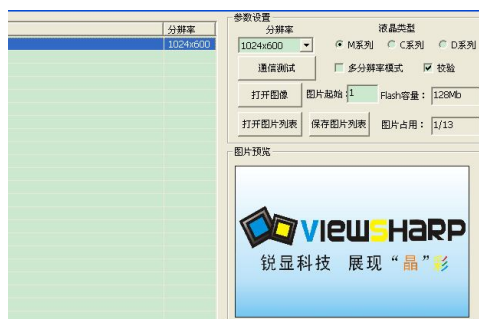 分辨率
1024x600
参数设置
分辨率
液晶类型
1024x600
M系列
C系列
D系列
通信测试
多分辨率模式
校验
打开图像
图片起始:1
Flash容量:
128Mb
打开图片列表
保存图片列表
图片占用:
1/13
图片预览
VIEWSHARP
锐显科技 展现“晶”彩